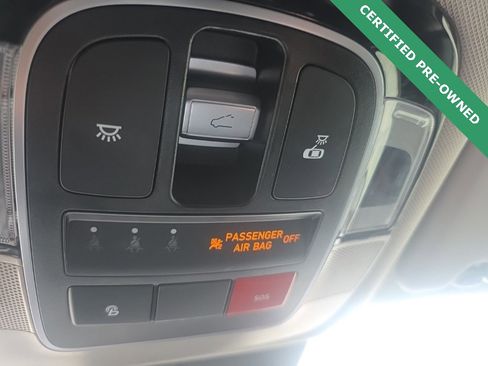 CERTIFIED PRE-OWNED
PASSENGER OFF
AIR BAG
SOS